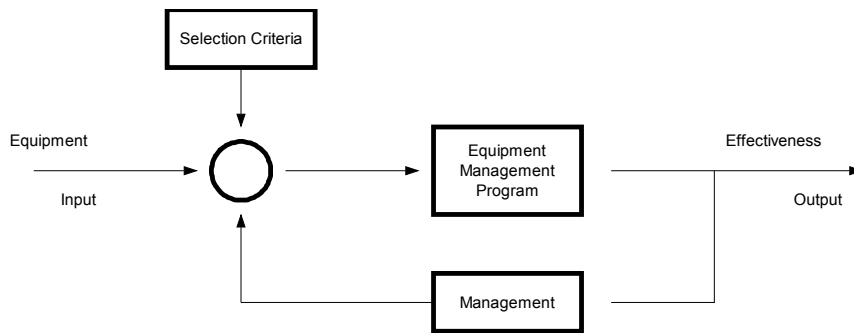 Selection Criteria
Equipment
Input
Equipment
Management
Program
Effectiveness
Output
Management